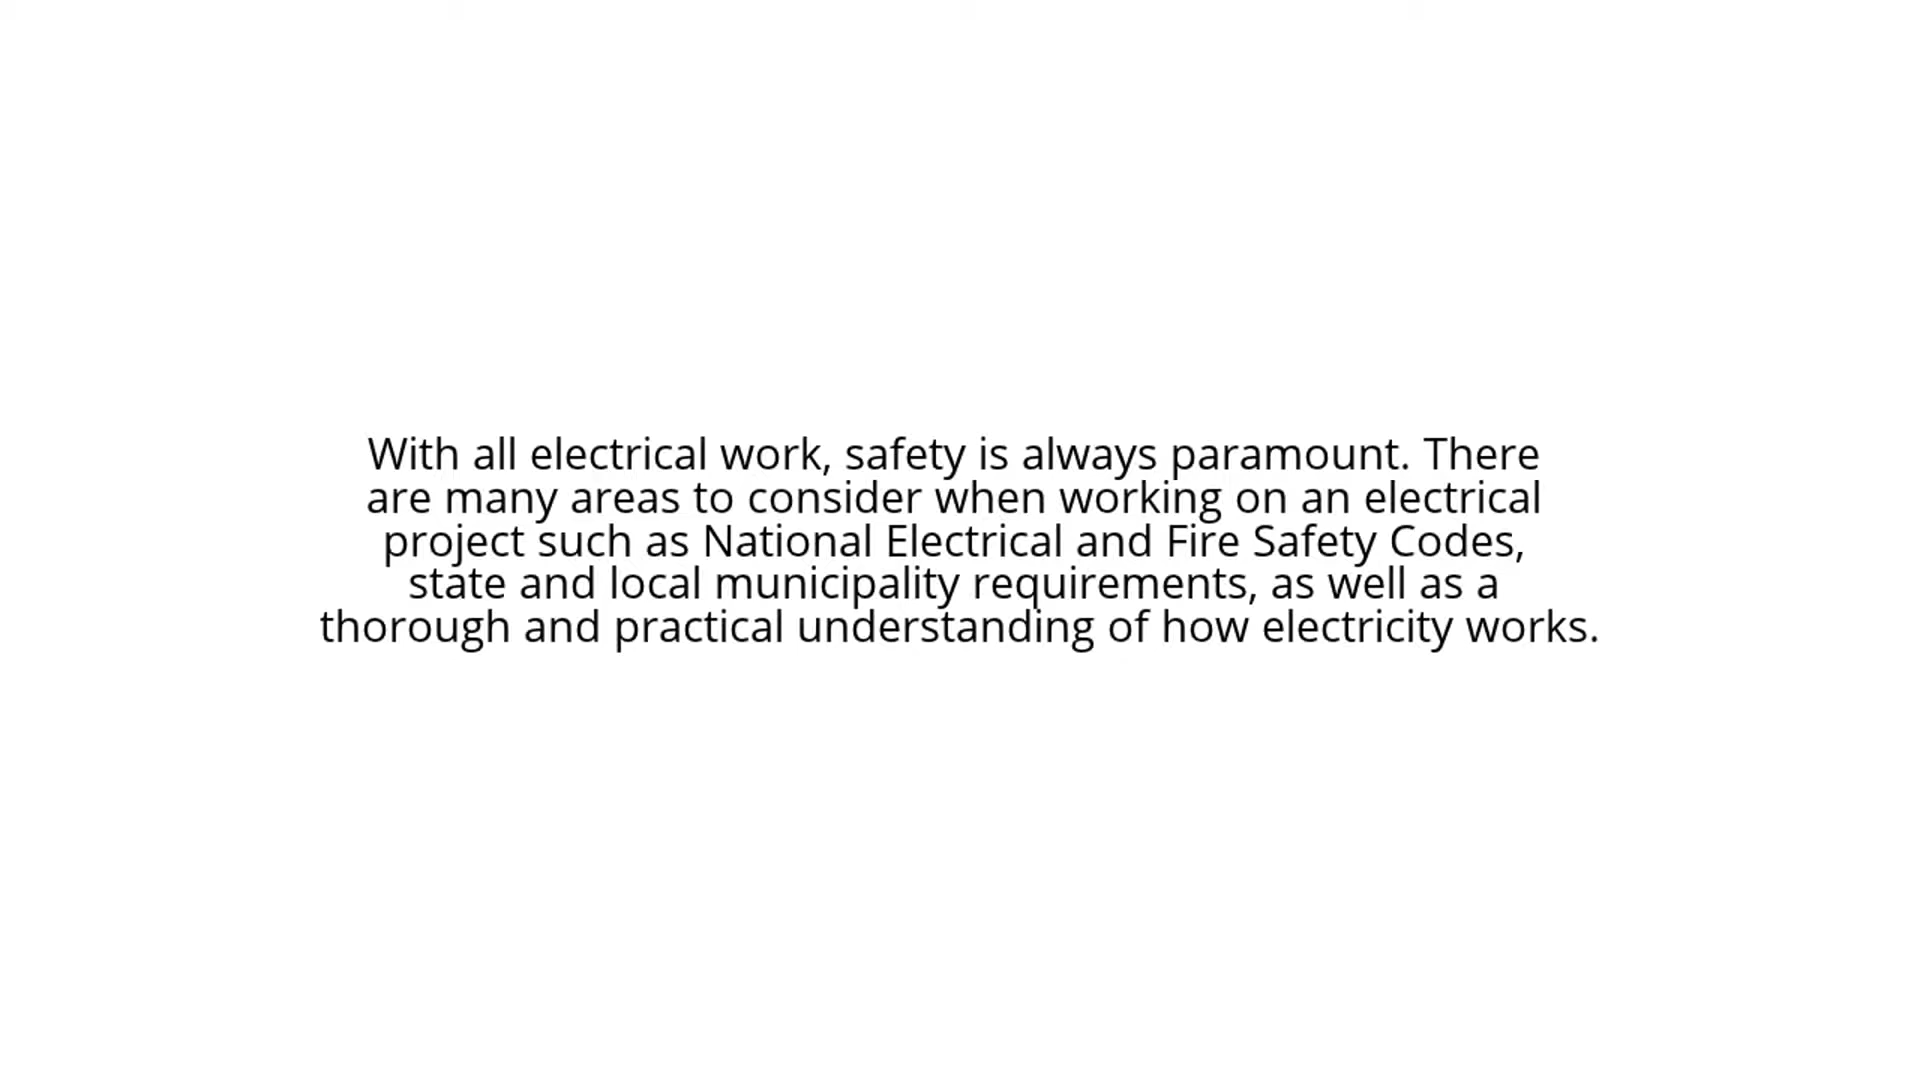 With all electrical work, safety is always paramount. There
are many areas to consider when working on an electrical
project such as National Electrical and Fire Safety Codes,
state and local municipality requirements, as well as a
thorough and practical understanding of how electricity works.